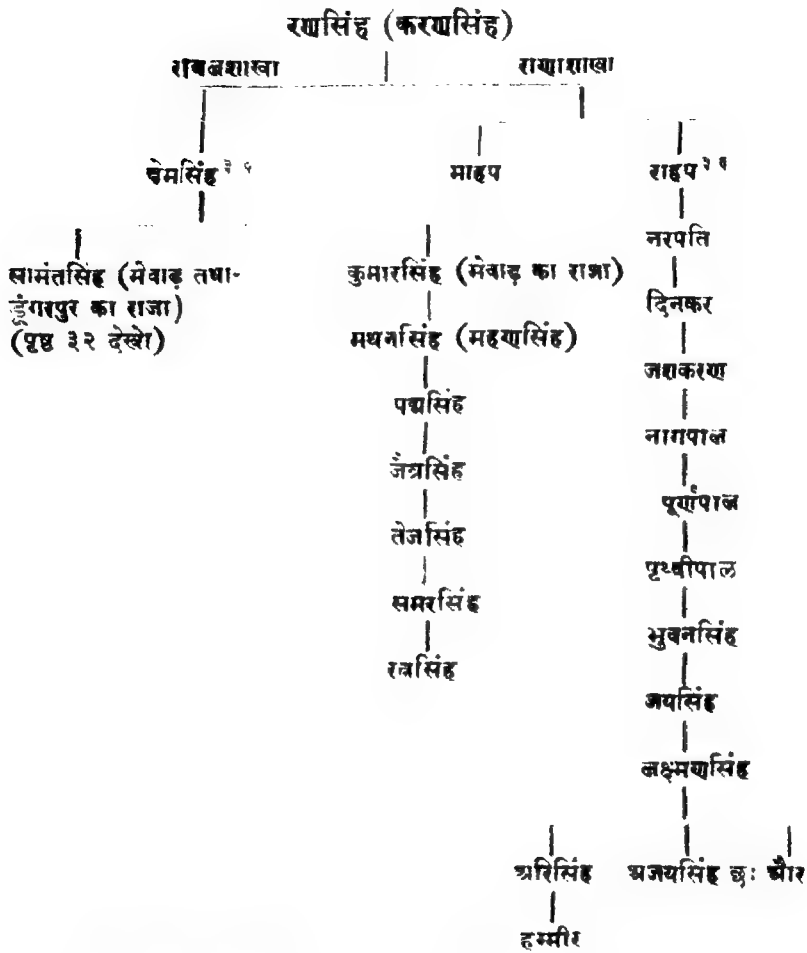 रणसिंह (करणसिंह)
रावलशाखा राणाशाखा
षेमसिंह माहप राहप
सामंतसिंह (मेवाड़ तथा-
डूंगरपुर का राजा)
(पृष्ठ ३२ देखो)
कुमारसिंह (मेवाड़ का राजा)
मथनसिंह (महणसिंह)
पद्मसिंह
जैत्रसिंह
तेजसिंह
समरसिंह
रत्नसिंह
नरपति
दिनकर
जशकरण
नागपाल
पूर्णपाल
पृथ्वीपाल
भुवनसिंह
जयसिंह
लक्ष्मणसिंह
अरिसिंह अजयसिंह छः और
हम्मीर